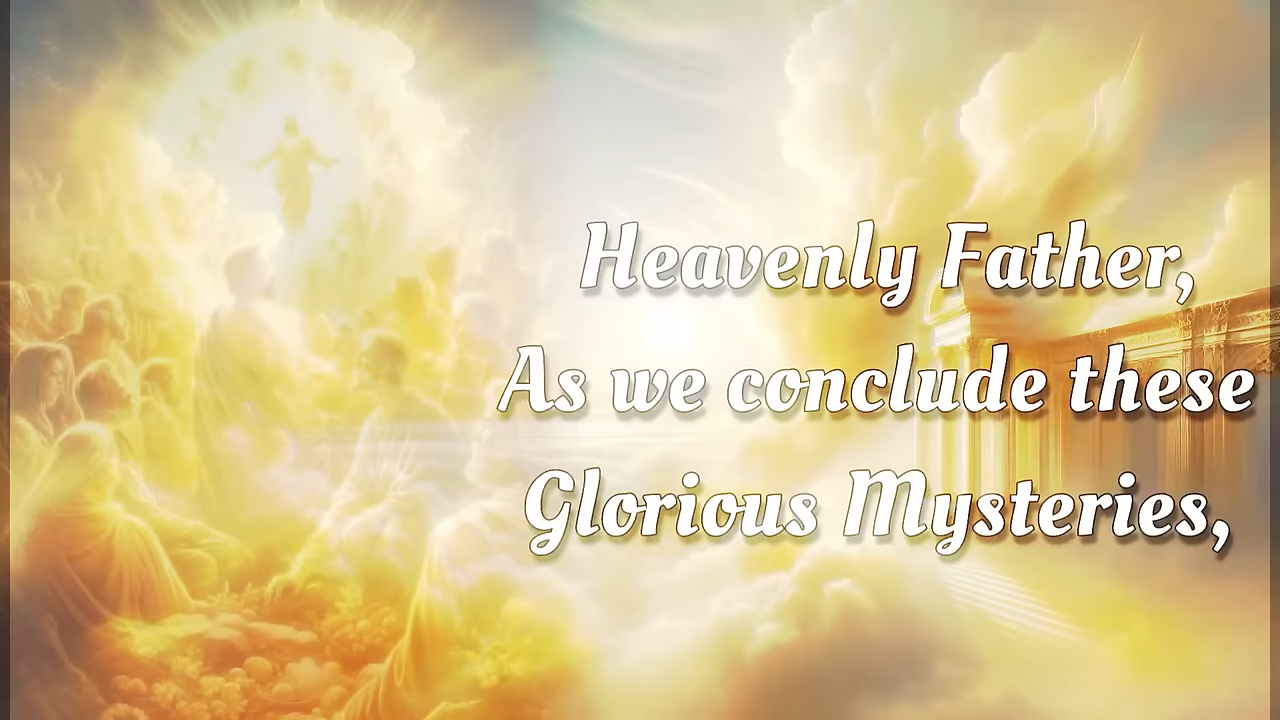 Heavenly Father,
As we conclude these
Glorious Mysteries,